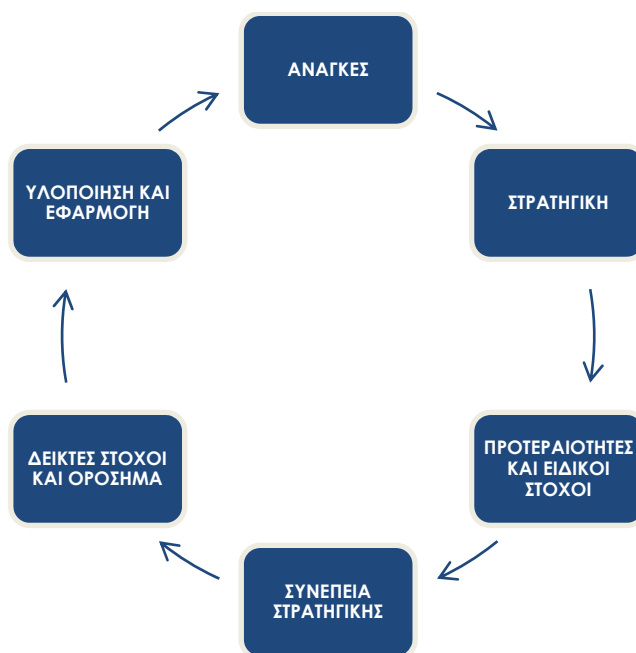 ΑΝΑΓΚΕΣ
ΣΤΡΑΤΗΓΙΚΗ
ΠΡΟΤΕΡΑΙΟΤΗΤΕΣ
ΚΑΙ ΕΙΔΙΚΟΙ
ΣΤΟΧΟΙ
ΣΥΝΕΠΕΙΑ
ΣΤΡΑΤΗΓΙΚΗΣ
ΔΕΙΚΤΕΣ ΣΤΟΧΟΙ
ΚΑΙ ΟΡΟΣΗΜΑ
ΥΛΟΠΟΙΗΣΗ ΚΑΙ
ΕΦΑΡΜΟΓΗ